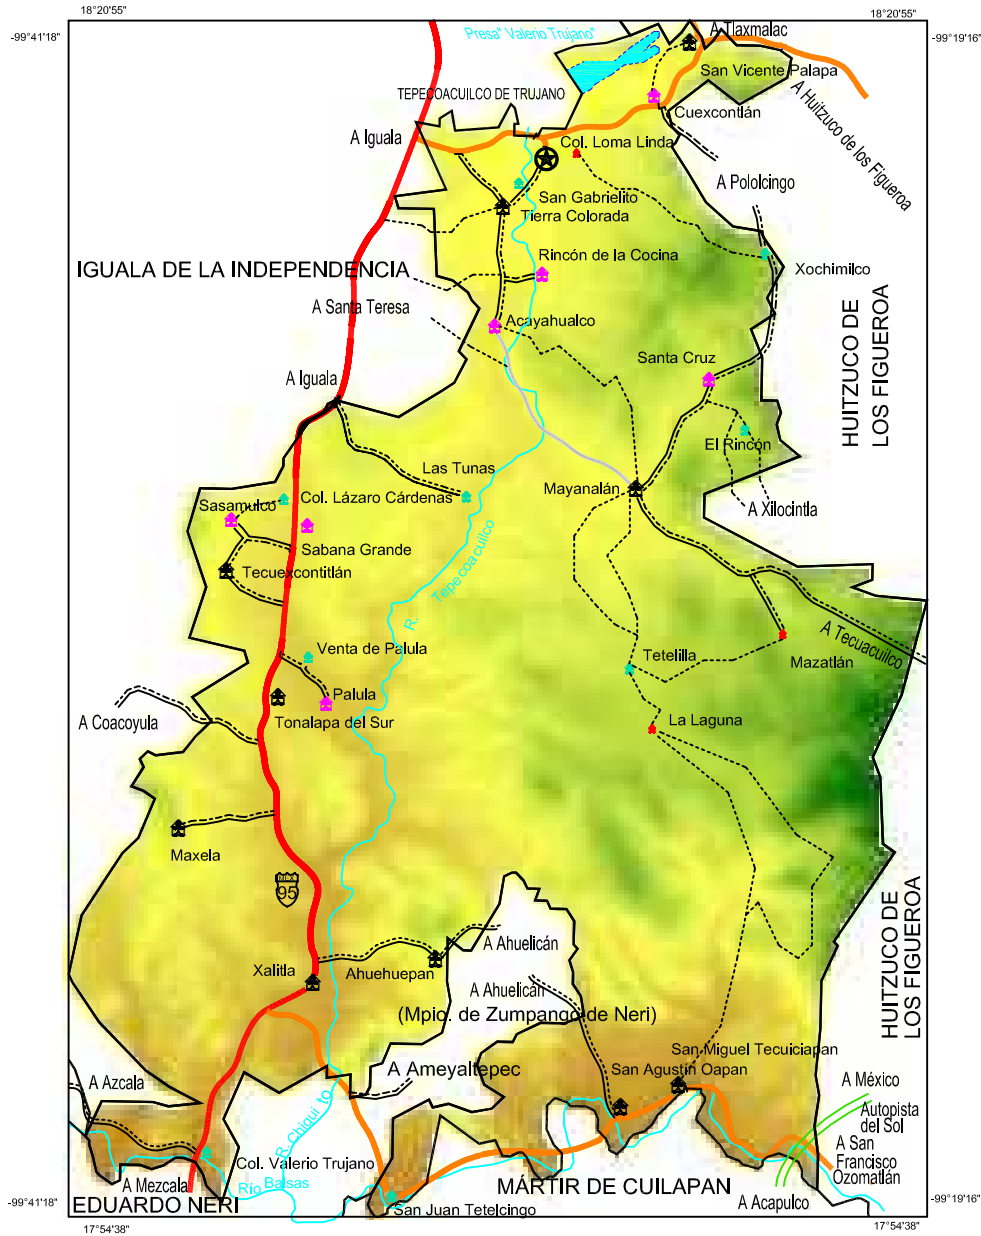 18°20'55"
18°20'55"
-99°41'18"
-99°19'16"
Presa" Valerio Trujano"
A Tlaxmalac
San Vicente Palapa
TEPECOACUILCO DE TRUJANO
A Huitzuco de los Figueroa
Cuexcontlán
A Iguala
Col. Loma Linda
A Pololcingo
San Gabrielito
Tierra Colorada
Rincón de la Cocina
Xochimilco
IGUALA DE LA INDEPENDENCIA
A Santa Teresa
Acayahualco
HUITZUCO DE
LOS FIGUEROA
Santa Cruz
A Iguala
El Rincón
Las Tunas
Mayanalán
Col. Lázaro Cárdenas
Sasamulco
A Xilocintla
Sabana Grande
Tecuexcontitlán
R. Tepecoacuilco
A Tecuacuilco
Venta de Palula
Tetelilla
Mazatlán
Palula
A Coacoyula
Tonalapa del Sur
La Laguna
Maxela
MEX
95
HUITZUCO DE
LOS FIGUEROA
A Ahuelicán
Xalitla
Ahuehuepan
A Ahuelicán
(Mpio. de Zumpango de Neri)
San Miguel Tecuiciapan
A Ameyaltepec
San Agustín Oapan
A Azcala
A México
Autopista
del Sol
R. Chiquito
A San
Francisco
Ozomatlán
Col. Valerio Trujano
A Mezcala
Río Balsas
MÁRTIR DE CUILAPAN
A Acapulco
EDUARDO NERI
San Juan Tetelcingo
-99°41'18"
-99°19'16"
17°54'38"
17°54'38"